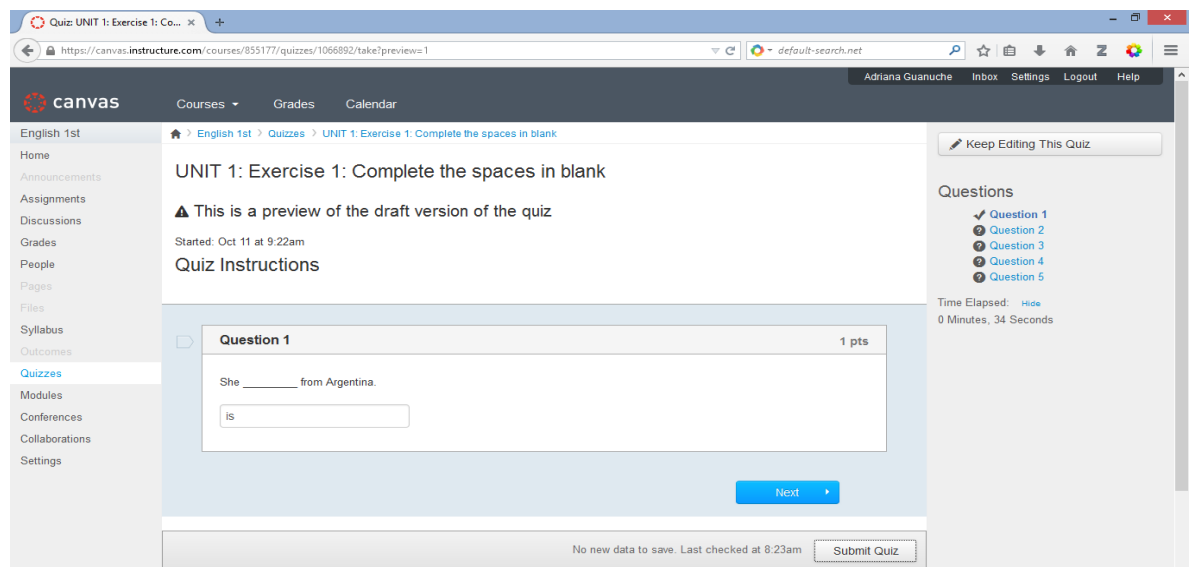 Quiz: UNIT 1: Exercise 1: Co... × +
https://canvas.instructure.com/courses/855177/quizzes/1066892/take?preview=1 default-search.net
Adriana Guanuche Inbox Settings Logout Help
canvas Courses Grades Calendar
English 1st
Home
Announcements
Assignments
Discussions
Grades
People
Pages
Files
Syllabus
Outcomes
Quizzes
Modules
Conferences
Collaborations
Settings
English 1st > Quizzes > UNIT 1: Exercise 1: Complete the spaces in blank
UNIT 1: Exercise 1: Complete the spaces in blank
This is a preview of the draft version of the quiz
Started: Oct 11 at 9:22am
Quiz Instructions
Question 1 1 pts
She _________ from Argentina.
is
Next
No new data to save. Last checked at 8:23am Submit Quiz
Keep Editing This Quiz
Questions
Question 1
Question 2
Question 3
Question 4
Question 5
Time Elapsed: Hide
0 Minutes, 34 Seconds